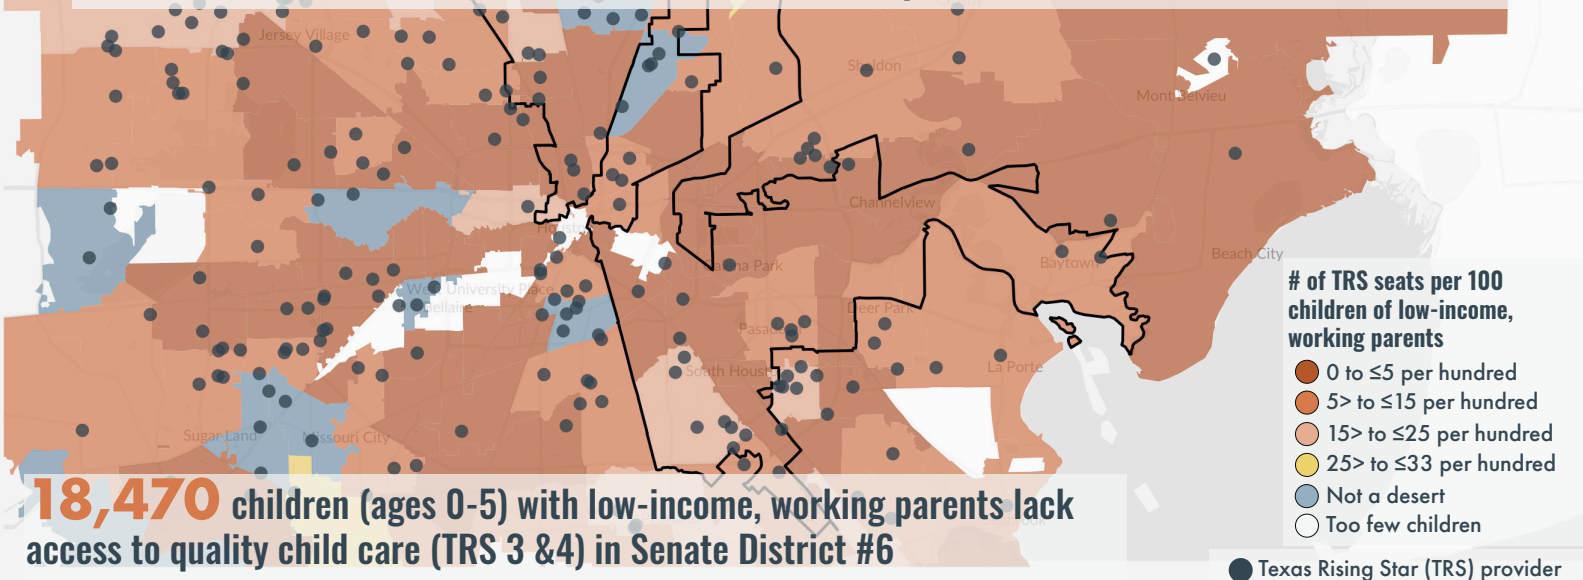 Jersey Village
Sheldon
Mont Belvieu
Channelview
Houston
Galena Park
Baytown
Beach City
West University Place
Bellaire
Deer Park
Pasadena
South Houston
La Porte
Sugar Land
Missouri City
# of TRS seats per 100
children of low-income,
working parents
0 to ≤5 per hundred
5> to ≤15 per hundred
15> to ≤25 per hundred
25> to ≤33 per hundred
Not a desert
Too few children
Texas Rising Star (TRS) provider
18,470 children (ages 0-5) with low-income, working parents lack
access to quality child care (TRS 3 &4) in Senate District #6